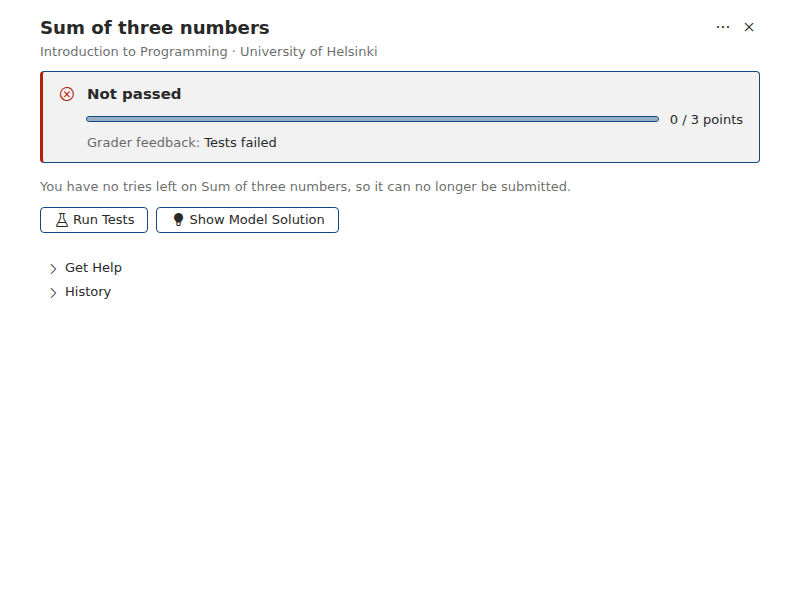 Sum of three numbers
Introduction to Programming · University of Helsinki
Not passed
0 / 3 points
Grader feedback: Tests failed
You have no tries left on Sum of three numbers, so it can no longer be submitted.
Run Tests
Show Model Solution
Get Help
History